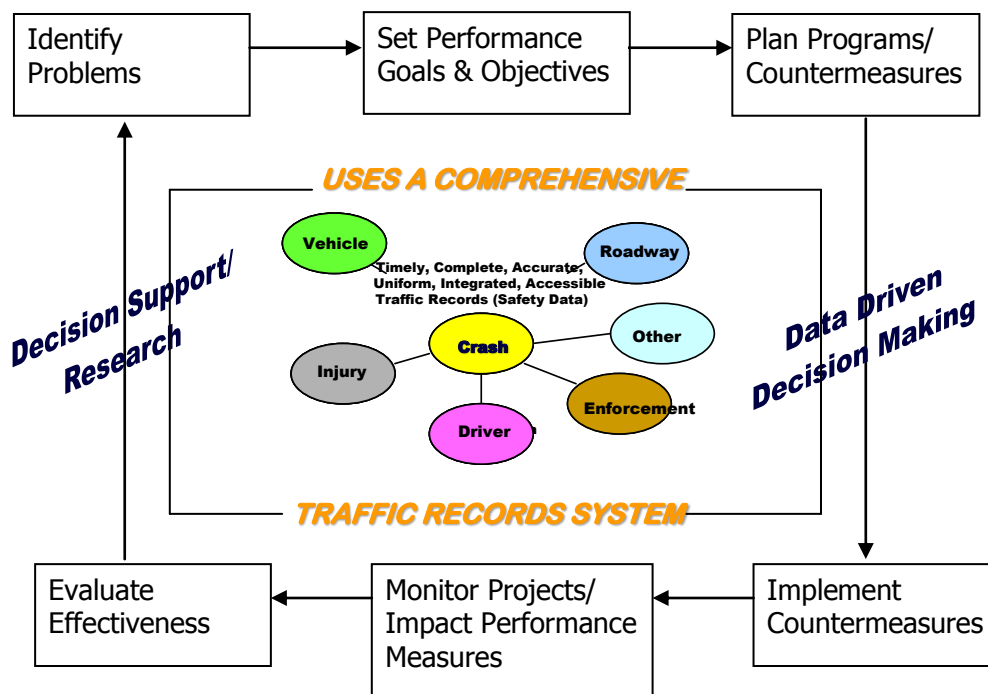 Identify
Problems
Set Performance
Goals & Objectives
Plan Programs/
Countermeasures
USES A COMPREHENSIVE
Vehicle
Roadway
Timely, Complete, Accurate,
Uniform, Integrated, Accessible
Traffic Records (Safety Data)
Decision Support/
Research
Data Driven
Decision Making
Crash
Other
Injury
Enforcement
Driver
TRAFFIC RECORDS SYSTEM
Evaluate
Effectiveness
Monitor Projects/
Impact Performance
Measures
Implement
Countermeasures